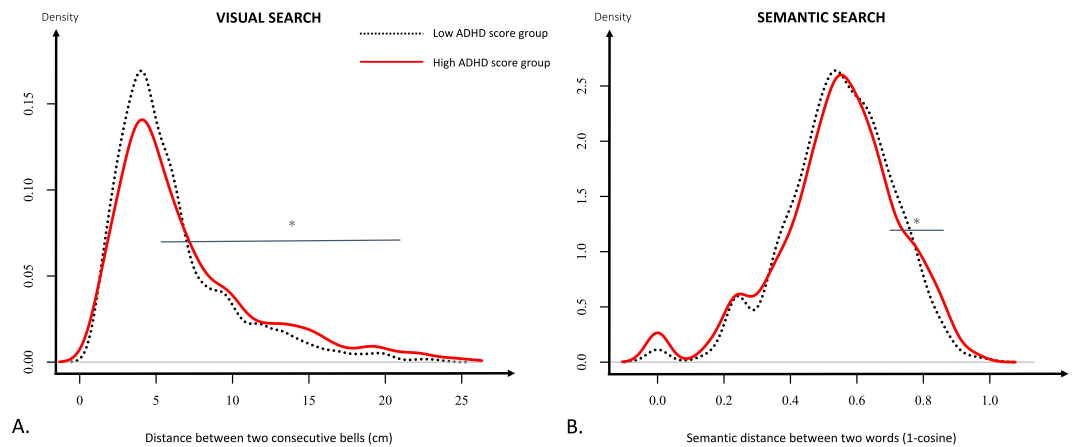 Density
VISUAL SEARCH
Low ADHD score group
High ADHD score group
*
0.15
0.10
0.05
0.00
0 5 10 15 20 25
A.
Distance between two consecutive bells (cm)
Density
SEMANTIC SEARCH
*
2.5
2.0
1.5
1.0
0.5
0.0
0.0 0.2 0.4 0.6 0.8 1.0
B.
Semantic distance between two words (1-cosine)